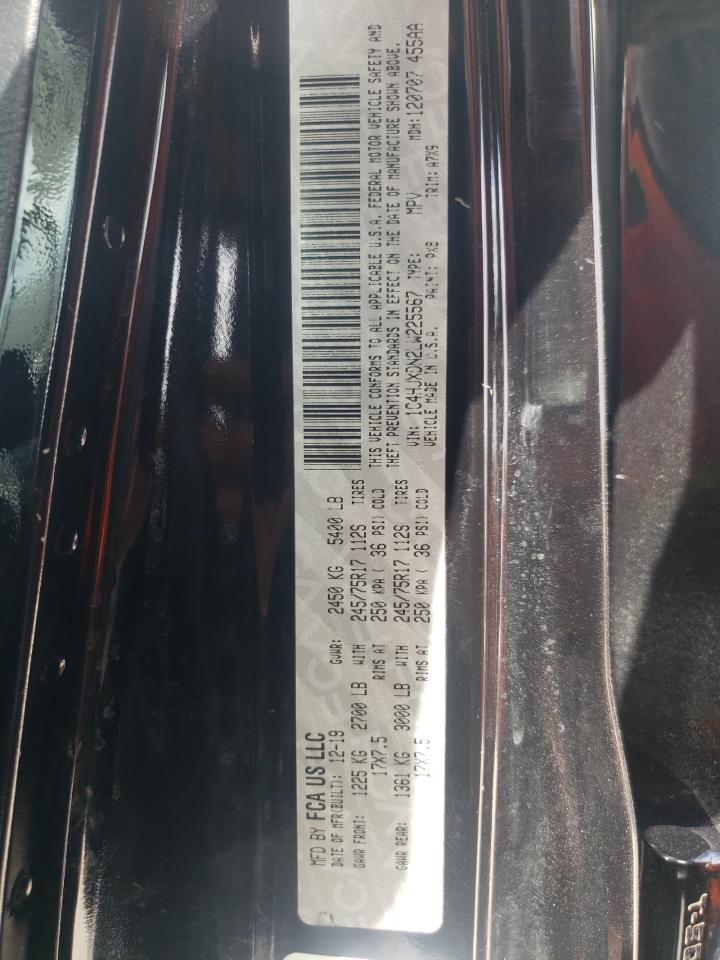 MFD BY FCA US LLC
DATE OF MFR(BUILT): 12-19 GVWR: 2450 KG 5400 LB
GAWR FRONT: 1225 KG 2700 LB WITH 245/75R17 112S TIRES
17X7.5 RIMS AT 250 KPA ( 36 PSI) COLD
GAWR REAR: 1361 KG 3000 LB WITH 245/75R17 112S TIRES
17X7.5 RIMS AT 250 KPA ( 36 PSI) COLD
THIS VEHICLE CONFORMS TO ALL APPLICABLE U.S.A. FEDERAL MOTOR VEHICLE SAFETY AND
THEFT PREVENTION STANDARDS IN EFFECT ON THE DATE OF MANUFACTURE SHOWN ABOVE.
VIN: 1C4HJXDN2LW225567 TYPE: MPV MDH:120707 455AA
VEHICLE MADE IN U.S.A. PAINT: PX8 TRIM: A7X9